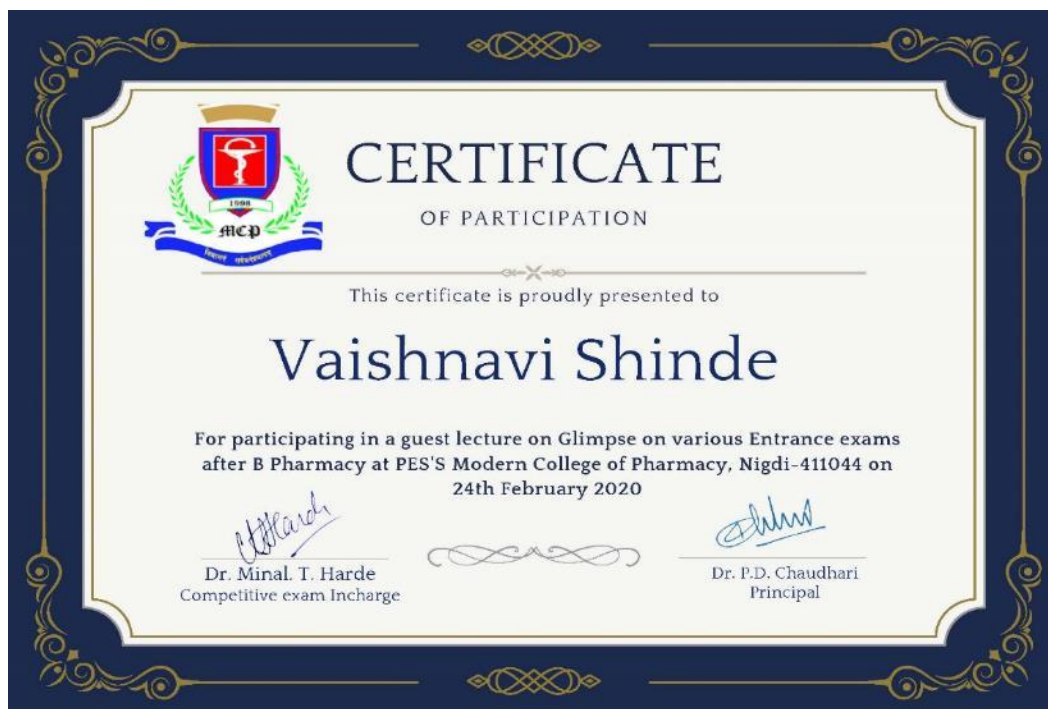 CERTIFICATE
OF PARTICIPATION
1998
MCP
This certificate is proudly presented to
Vaishnavi Shinde
For participating in a guest lecture on Glimpse on various Entrance exams
after B Pharmacy at PES'S Modern College of Pharmacy, Nigdi-411044 on
24th February 2020
Dr. Minal. T. Harde
Competitive exam Incharge
Dr. P.D. Chaudhari
Principal